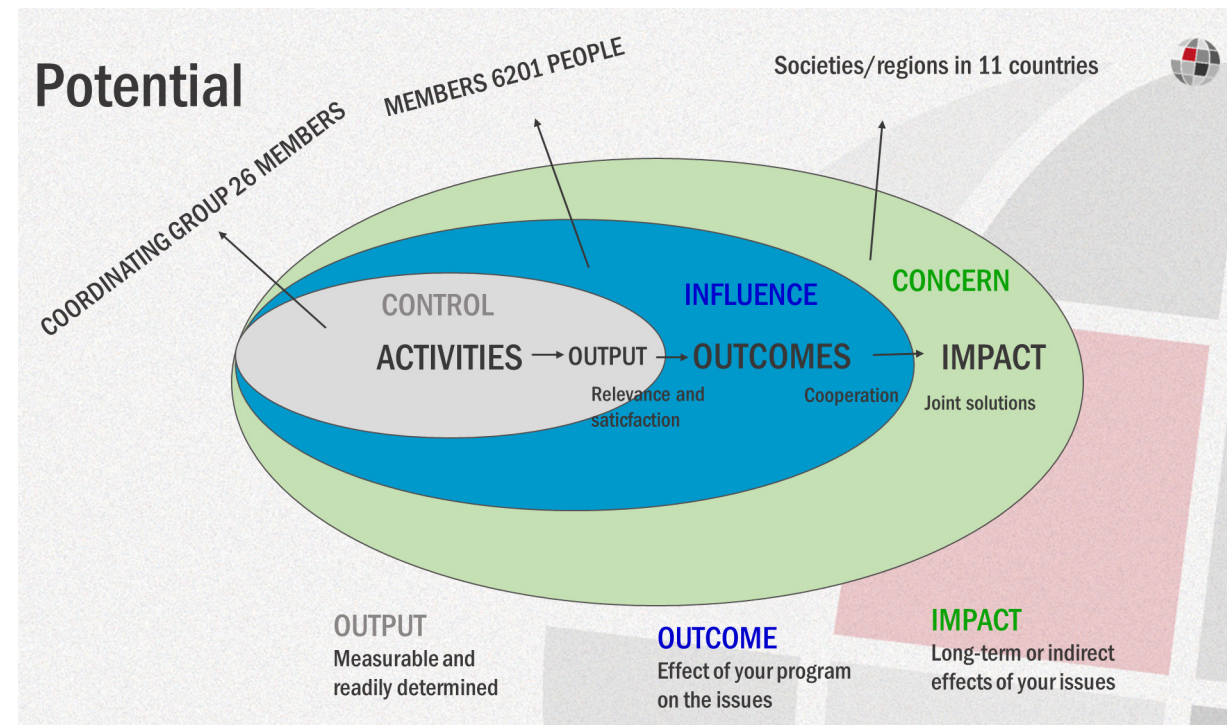 Potential
COORDINATING GROUP 26 MEMBERS
MEMBERS 6201 PEOPLE
Societies/regions in 11 countries
CONTROL
INFLUENCE
CONCERN
ACTIVITIES
OUTPUT
OUTCOMES
IMPACT
Relevance and
saticfaction
Cooperation
Joint solutions
OUTPUT
Measurable and
readily determined
OUTCOME
Effect of your program
on the issues
IMPACT
Long-term or indirect
effects of your issues